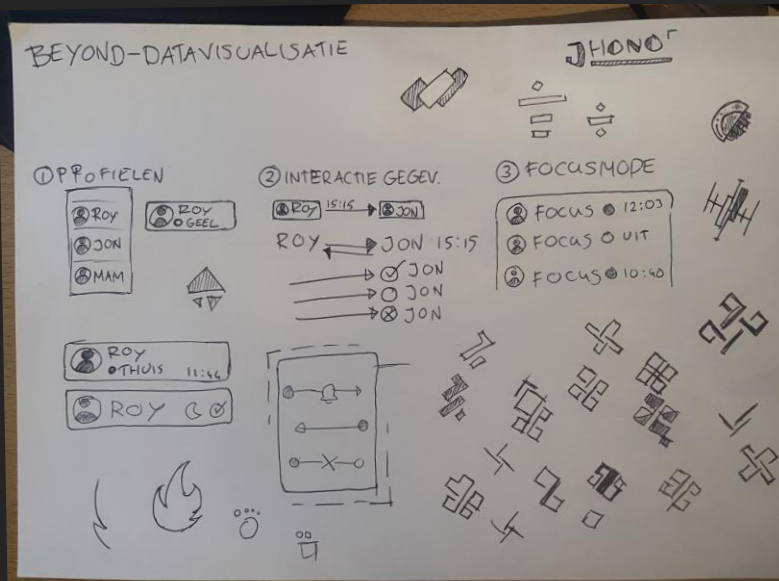 BEYOND-DATAVISUALISATIE
JHONO
① PROFIELEN
ROY
JON
MAM
ROY
GEEL
ROY
THUIS 11:44
ROY
② INTERACTIE GEGEV.
ROY 15:15 JON
ROY JON 15:15
JON
JON
JON
③ FOCUSMODE
FOCUS 12:03
FOCUS UIT
FOCUS 10:40